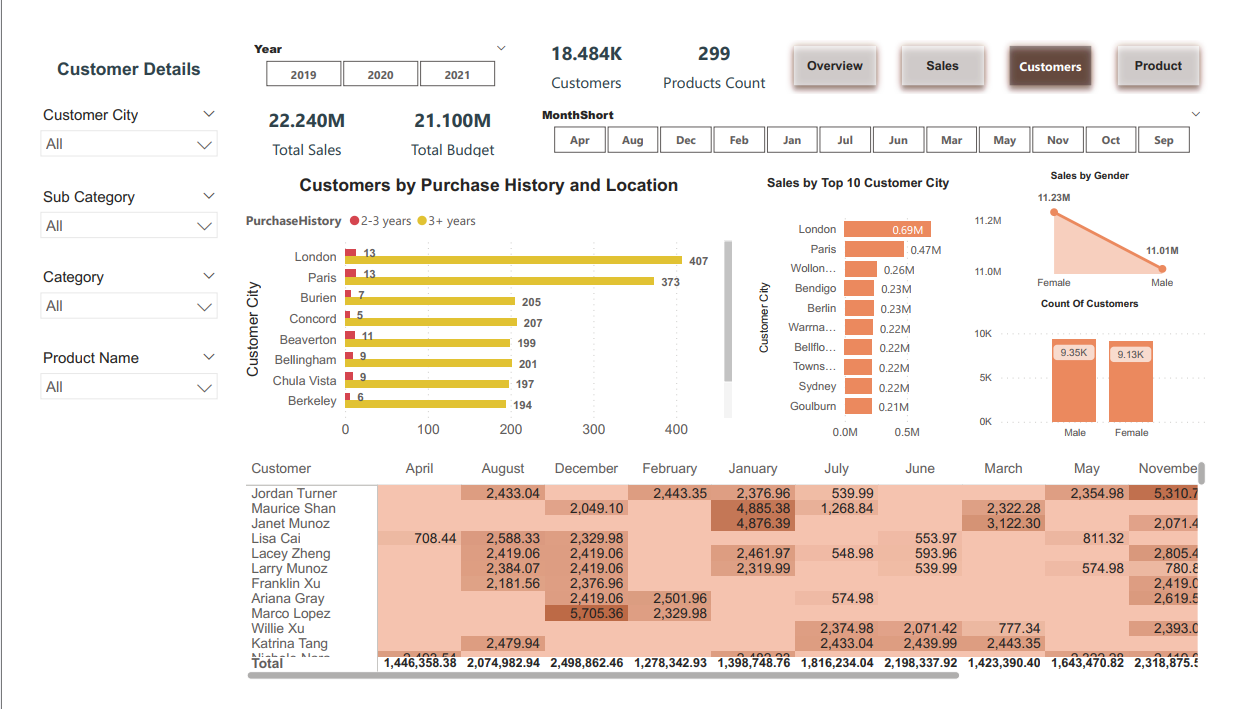 Customer Details
Customer City
All
Sub Category
All
Category
All
Product Name
All
Year
2019 2020 2021
18.484K
Customers
299
Products Count
Overview Sales Customers Product
22.240M
Total Sales
21.100M
Total Budget
MonthShort
Apr Aug Dec Feb Jan Jul Jun Mar May Nov Oct Sep
Customers by Purchase History and Location
PurchaseHistory 2-3 years 3+ years
Customer City
London 13 407
Paris 13 373
Burien 7 205
Concord 5 207
Beaverton 11 199
Bellingham 9 201
Chula Vista 9 197
Berkeley 6 194
0 100 200 300 400
Sales by Top 10 Customer City
Customer City
London 0.69M
Paris 0.47M
Wollon... 0.26M
Bendigo 0.23M
Berlin 0.23M
Warrna... 0.22M
Bellflo... 0.22M
Towns... 0.22M
Sydney 0.22M
Goulburn 0.21M
0.0M 0.5M
Sales by Gender
11.23M
11.2M
11.01M
11.0M
Female Male
Count Of Customers
10K
9.35K 9.13K
5K
0K
Male Female
Customer April August December February January July June March May Novembe
Jordan Turner 2,433.04 2,443.35 2,376.96 539.99 2,354.98 5,310.7
Maurice Shan 2,049.10 4,885.38 1,268.84 2,322.28
Janet Munoz 4,876.39 3,122.30 2,071.4
Lisa Cai 708.44 2,588.33 2,329.98 553.97 811.32
Lacey Zheng 2,419.06 2,419.06 2,461.97 548.98 593.96 2,805.4
Larry Munoz 2,384.07 2,419.06 2,319.99 539.99 574.98 780.8
Franklin Xu 2,181.56 2,376.96 2,419.0
Ariana Gray 2,419.06 2,501.96 574.98 2,619.5
Marco Lopez 5,705.36 2,329.98
Willie Xu 2,374.98 2,071.42 777.34 2,393.0
Katrina Tang 2,479.94 2,433.04 2,439.99 2,443.35
Total 1,446,358.38 2,074,982.94 2,498,862.46 1,278,342.93 1,398,748.76 1,816,234.04 2,198,337.92 1,423,390.40 1,643,470.82 2,318,875.5